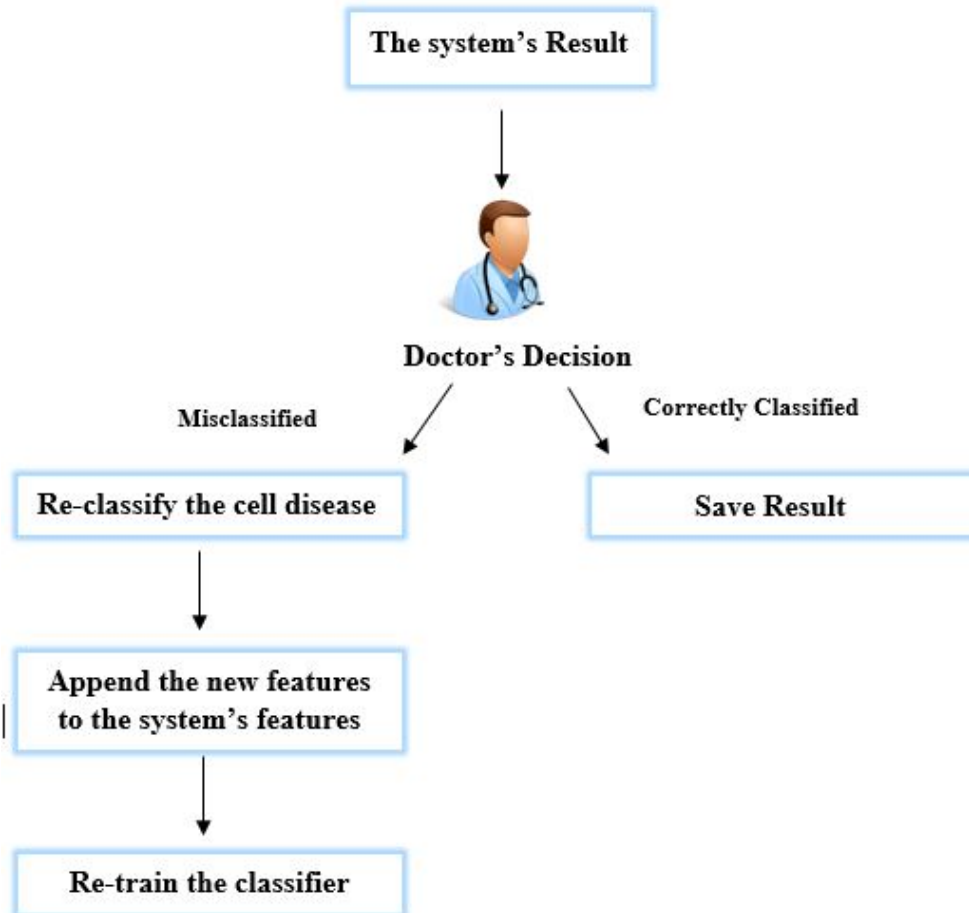 The system’s Result
Doctor’s Decision
Misclassified
Correctly Classified
Re-classify the cell disease
Save Result
Append the new features
to the system’s features
Re-train the classifier